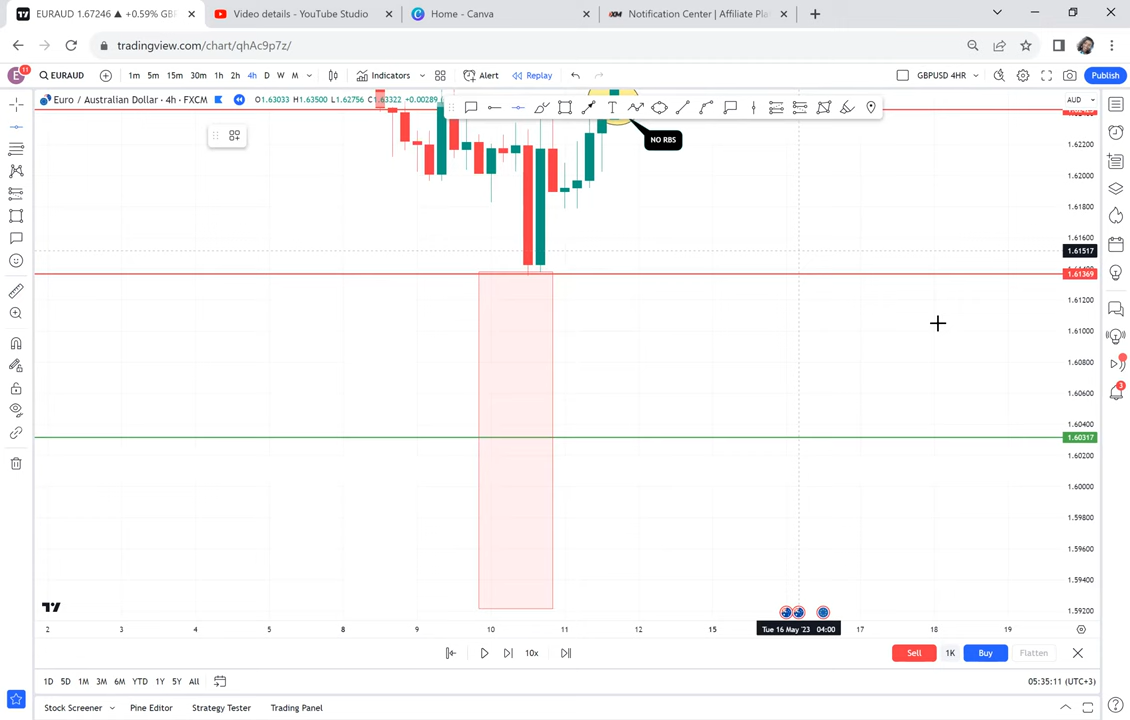 EURAUD 1.67246 ▲ +0.59% GBP
Video details - YouTube Studio
Home - Canva
XM Notification Center | Affiliate Pla
tradingview.com/chart/qhAc9p7z/
E 11 EURAUD 1m 5m 15m 30m 1h 2h 4h D W M Indicators Alert Replay GBPUSD 4HR Publish
Euro / Australian Dollar · 4h · FXCM O1.63033 H1.63500 L1.62756 C1.63322 +0.00289 AUD
NO RBS
1.62200
1.62000
1.61800
1.61600
1.61517
1.61369
1.61200
1.61000
1.60800
1.60600
1.60400
1.60317
1.60200
1.60000
1.59800
1.59600
1.59400
1.59200
3
2 3 4 5 8 9 10 11 12 15 Tue 16 May '23 04:00 17 18 19
10x Sell 1K Buy Flatten
1D 5D 1M 3M 6M YTD 1Y 5Y All 05:35:11 (UTC+3)
Stock Screener Pine Editor Strategy Tester Trading Panel